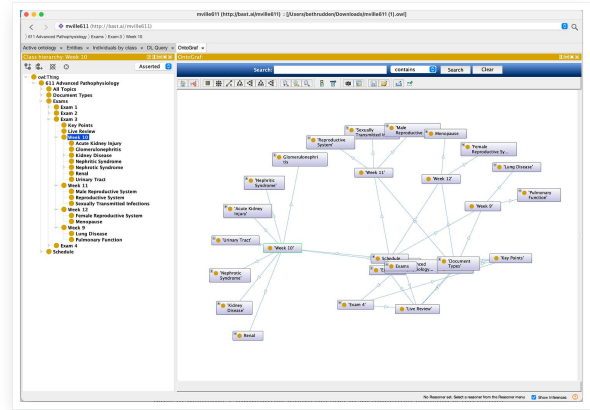 mville611 (http://bast.ai/mville611) : [/Users/bethrudden/Downloads/mville611 (1).owl]
mville611 (http://bast.ai/mville611)
611 Advanced Pathophysiology > Exams > Exam 3 > Week 10
Active ontology × Entities × Individuals by class × DL Query × OntoGraf ×
Class hierarchy: Week 10
Asserted
owl:Thing
611 Advanced Pathophysiology
All Topics
Document Types
Exams
Exam 1
Exam 2
Exam 3
Key Points
Live Review
Week 10
Acute Kidney Injury
Glomerulonephritis
Kidney Disease
Nephritic Syndrome
Nephrotic Syndrome
Renal
Urinary Tract
Week 11
Male Reproductive System
Reproductive System
Sexually Transmitted Infections
Week 12
Female Reproductive System
Menopause
Week 9
Lung Disease
Pulmonary Function
Exam 4
Schedule
OntoGraf:
Search:
contains
Search
Clear
'Sexually
Transmitted In
'Male
Reproductive
Menopause
'Reproductive
System'
'Female
Reproductive Sy...
Glomerulonephri
tis
'Lung Disease'
'Week 11'
'Week 12'
'Nephritic
Syndrome'
'Pulmonary
Function'
'Acute Kidney
Injury'
'Week 9'
'Urinary Tract'
'Week 10'
Schedule
Exams
'Document
Types'
'Key Points'
'Nephrotic
Syndrome'
'Kidney
Disease'
'Exam 4'
'Live Review'
Renal
No Reasoner set. Select a reasoner from the Reasoner menu
Show Inferences